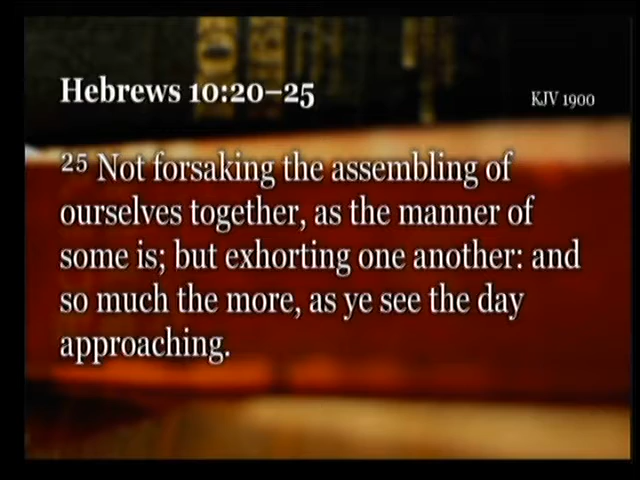 Hebrews 10:20–25
KJV 1900
25 Not forsaking the assembling of
ourselves together, as the manner of
some is; but exhorting one another: and
so much the more, as ye see the day
approaching.